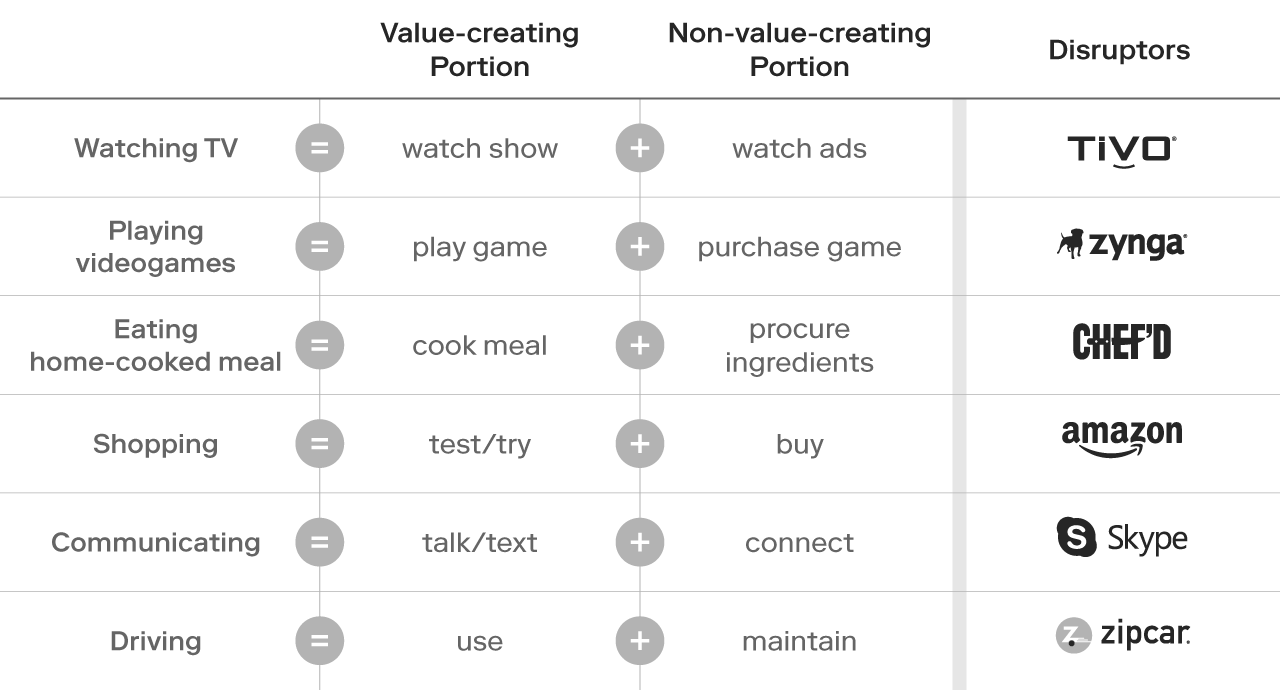 Value-creating
Portion
Non-value-creating
Portion
Disruptors
Watching TV
=
watch show
+
watch ads
TiVo®
Playing
videogames
=
play game
+
purchase game
zynga®
Eating
home-cooked meal
=
cook meal
+
procure
ingredients
CHEF'D
Shopping
=
test/try
+
buy
amazon
Communicating
=
talk/text
+
connect
S Skype
Driving
=
use
+
maintain
Z zipcar.